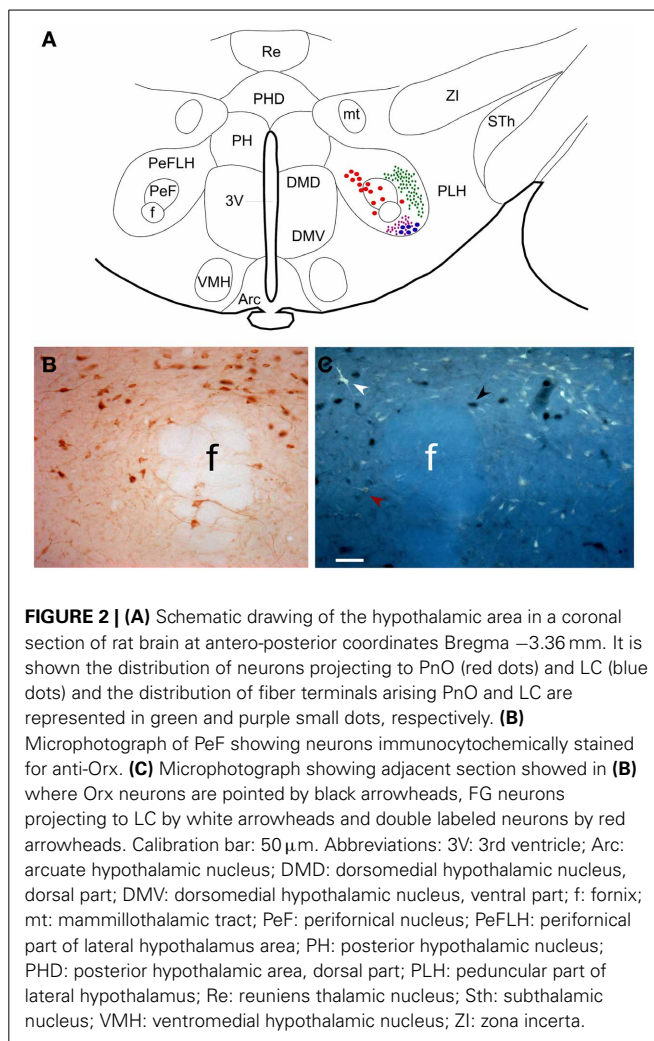 A
Re
PHD
ZI
mt
STh
PH
PeFLH
PeF
DMD
PLH
3V
f
DMV
VMH
Arc
B
f
C
f
FIGURE 2 | (A) Schematic drawing of the hypothalamic area in a coronal
section of rat brain at antero-posterior coordinates Bregma −3.36 mm. It is
shown the distribution of neurons projecting to PnO (red dots) and LC (blue
dots) and the distribution of fiber terminals arising PnO and LC are
represented in green and purple small dots, respectively. (B)
Microphotograph of PeF showing neurons immunocytochemically stained
for anti-Orx. (C) Microphotograph showing adjacent section showed in (B)
where Orx neurons are pointed by black arrowheads, FG neurons
projecting to LC by white arrowheads and double labeled neurons by red
arrowheads. Calibration bar: 50 μm. Abbreviations: 3V: 3rd ventricle; Arc:
arcuate hypothalamic nucleus; DMD: dorsomedial hypothalamic nucleus,
dorsal part; DMV: dorsomedial hypothalamic nucleus, ventral part; f: fornix;
mt: mammillothalamic tract; PeF: perifornical nucleus; PeFLH: perifornical
part of lateral hypothalamus area; PH: posterior hypothalamic nucleus;
PHD: posterior hypothalamic area, dorsal part; PLH: peduncular part of
lateral hypothalamus; Re: reuniens thalamic nucleus; Sth: subthalamic
nucleus; VMH: ventromedial hypothalamic nucleus; ZI: zona incerta.